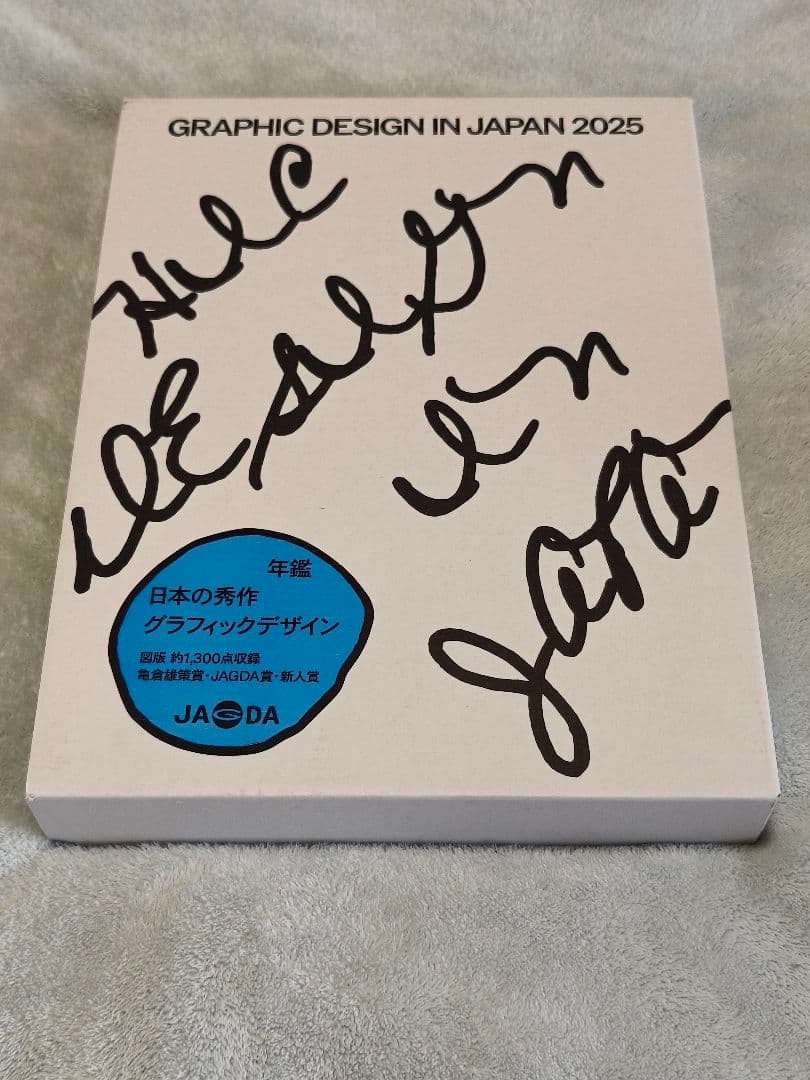 GRAPHIC DESIGN IN JAPAN 2025
DESIGN
in
JAPAN
年鑑
日本の秀作
グラフィックデザイン
図版 約1,300点収録
亀倉雄策賞・JAGDA賞・新人賞
JAGDA